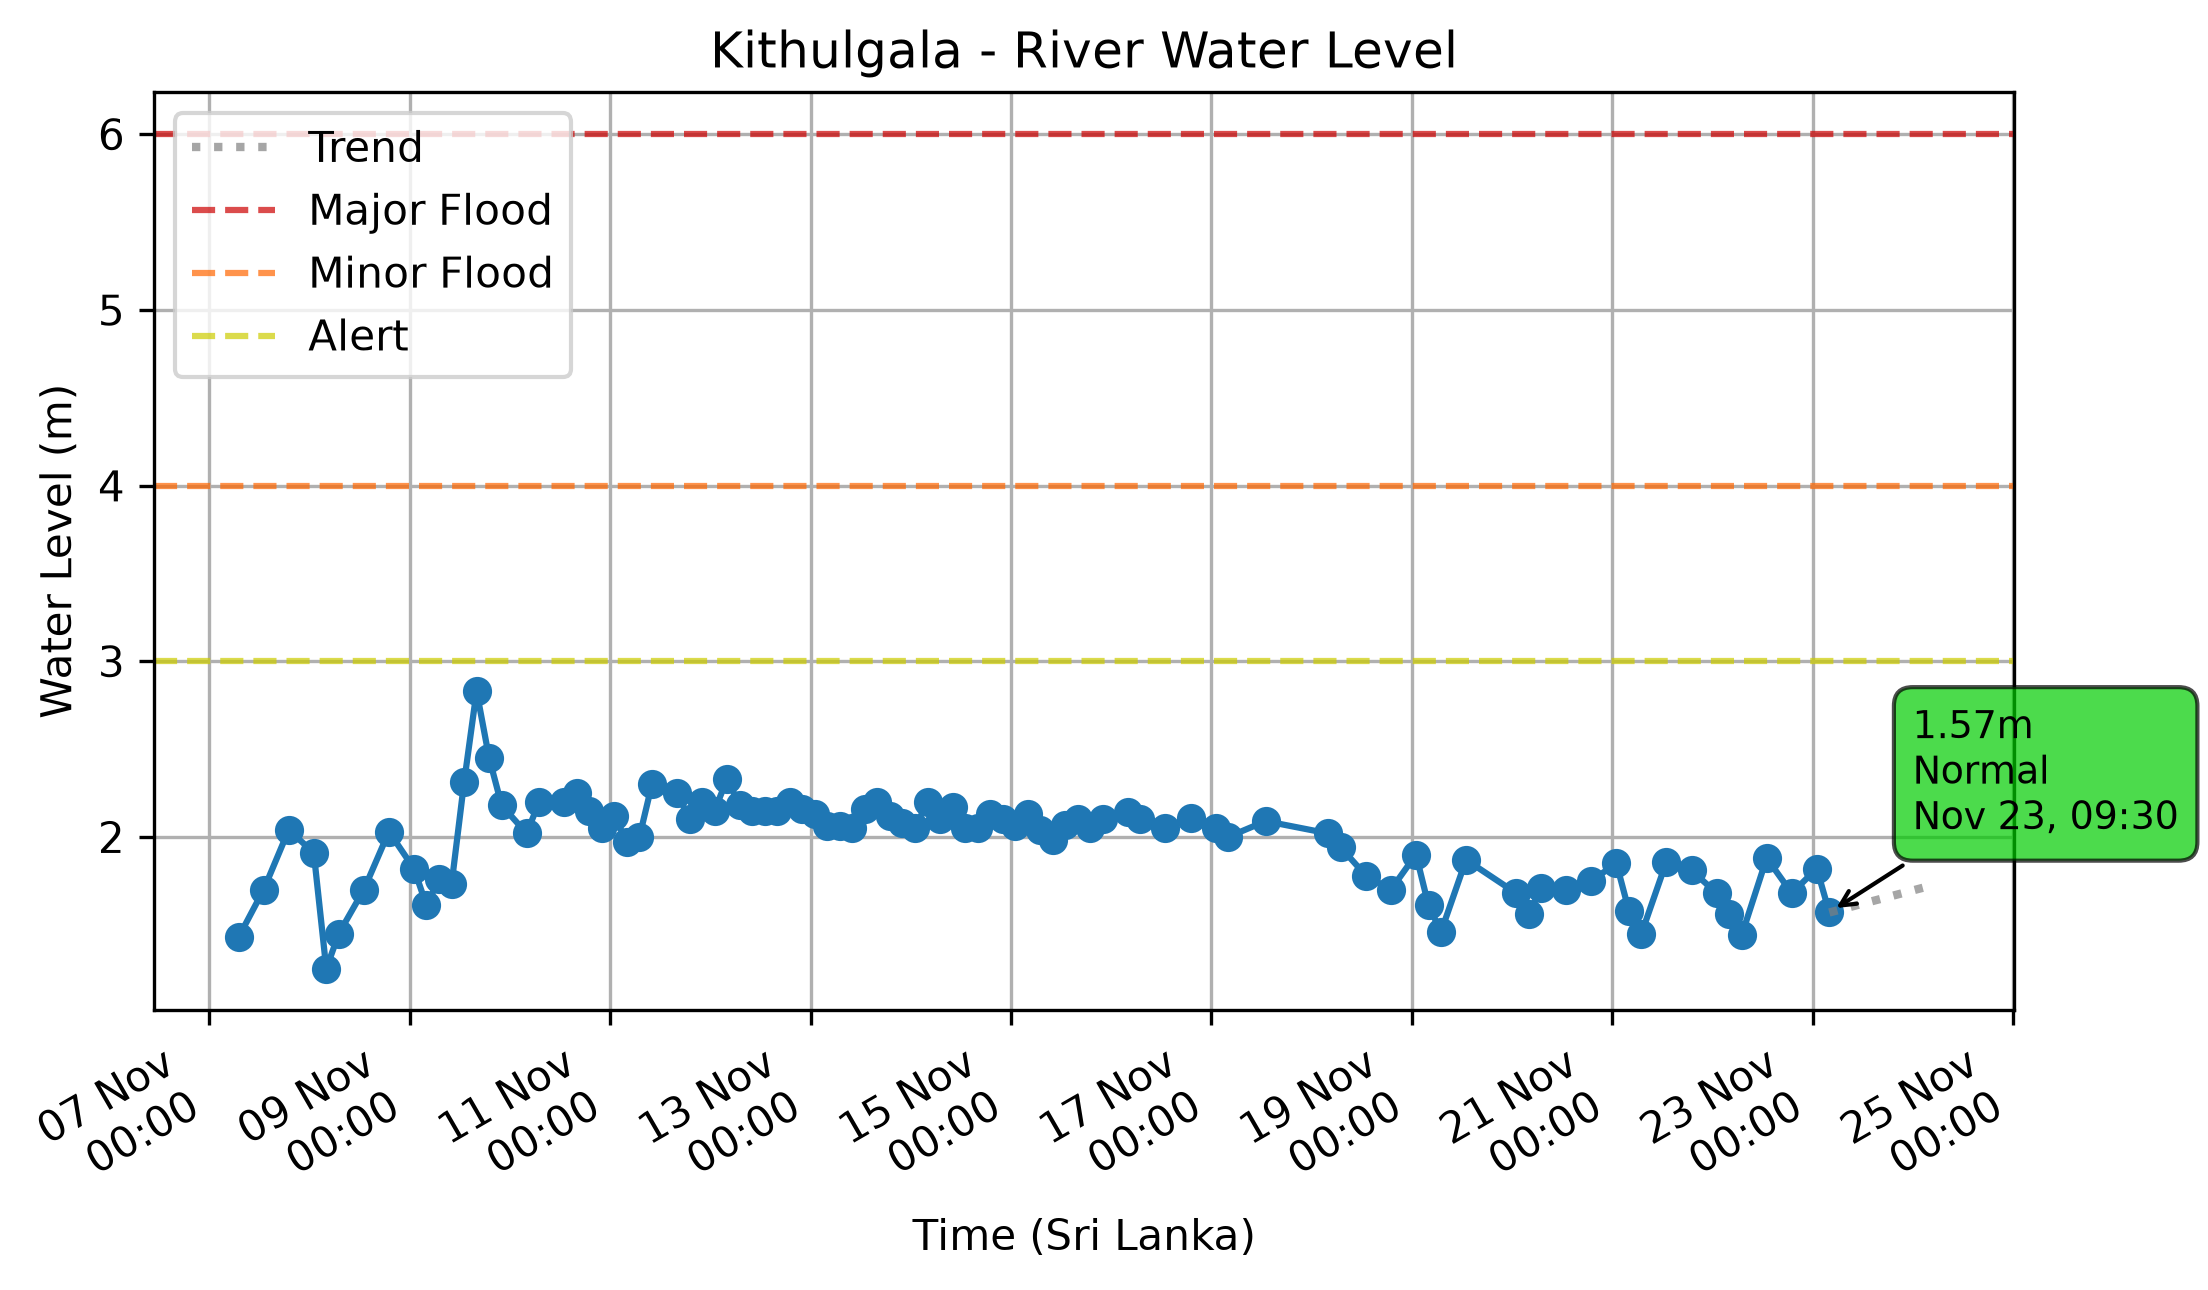 Kithulgala - River Water Level
6
5
4
3
2
Water Level (m)
Trend
Major Flood
Minor Flood
Alert
1.57m
Normal
Nov 23, 09:30
07 Nov
00:00
09 Nov
00:00
11 Nov
00:00
13 Nov
00:00
15 Nov
00:00
17 Nov
00:00
19 Nov
00:00
21 Nov
00:00
23 Nov
00:00
25 Nov
00:00
Time (Sri Lanka)